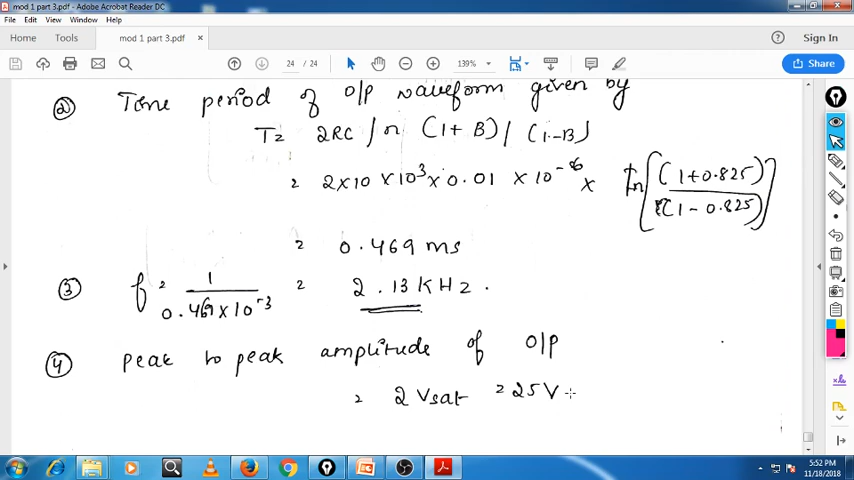 mod 1 part 3.pdf - Adobe Acrobat Reader DC
File Edit View Window Help
Home Tools mod 1 part 3.pdf × Sign In
24 / 24 139% Share
② Time period of O/P waveform given by
T = 2RC ln (1+B)/(1-B)
= 2×10×10³×0.01 ×10⁻⁶ × ln[(1+0.825)/(1-0.825)]
= 0.469 ms
③ f = 1/0.469×10⁻³ = 2.13 KHz.
④ peak to peak amplitude of O/P
= 2 Vsat = 25V
5:52 PM
11/18/2018